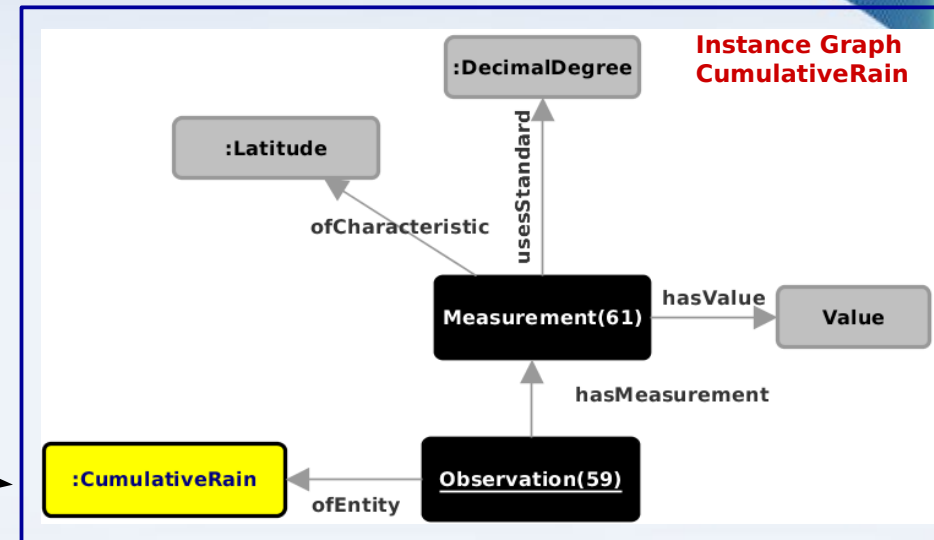 Instance Graph
CumulativeRain
:DecimalDegree
:Latitude
usesStandard
ofCharacteristic
Measurement(61)
hasValue
Value
hasMeasurement
:CumulativeRain
ofEntity
Observation(59)